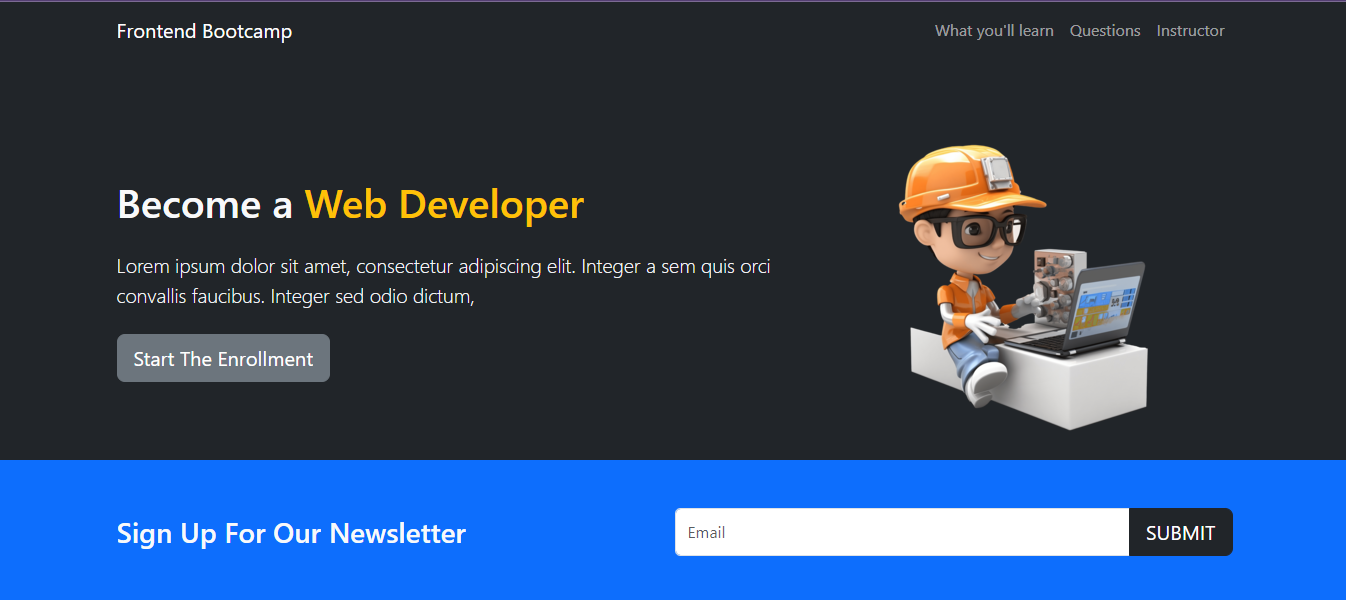 Frontend Bootcamp
What you'll learn Questions Instructor
Become a Web Developer
Lorem ipsum dolor sit amet, consectetur adipiscing elit. Integer a sem quis orci
convallis faucibus. Integer sed odio dictum,
Start The Enrollment
Sign Up For Our Newsletter
Email
SUBMIT